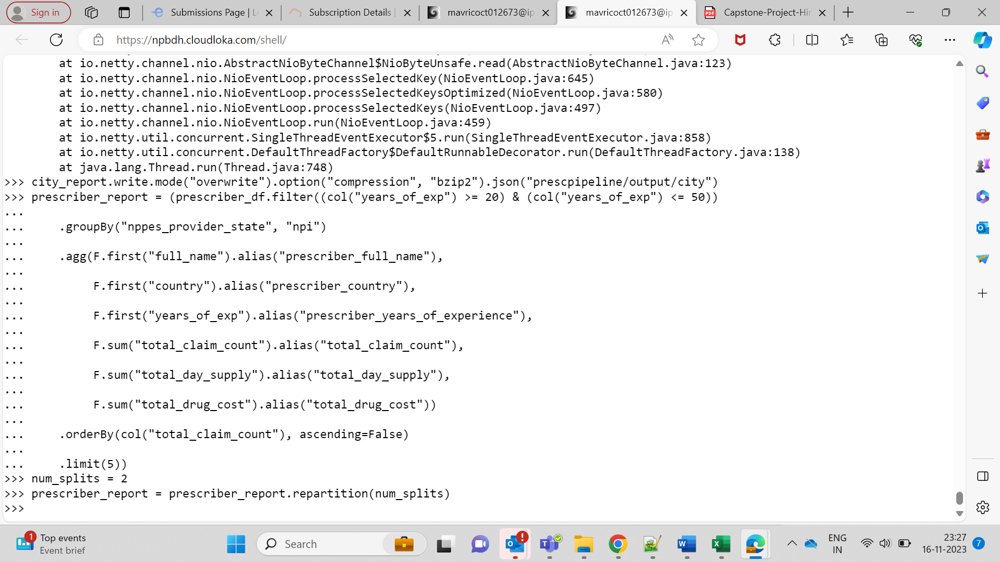 Sign in
Submissions Page | L
Subscription Details |
mavricoct012673@ip
mavricoct012673@ip
PDF
Capstone-Project-Hir
https://npbdh.cloudloka.com/shell/
at io.netty.channel.nio.AbstractNioByteChannel$NioByteUnsafe.read(AbstractNioByteChannel.java:123)
at io.netty.channel.nio.NioEventLoop.processSelectedKey(NioEventLoop.java:645)
at io.netty.channel.nio.NioEventLoop.processSelectedKeysOptimized(NioEventLoop.java:580)
at io.netty.channel.nio.NioEventLoop.processSelectedKeys(NioEventLoop.java:497)
at io.netty.channel.nio.NioEventLoop.run(NioEventLoop.java:459)
at io.netty.util.concurrent.SingleThreadEventExecutor$5.run(SingleThreadEventExecutor.java:858)
at io.netty.util.concurrent.DefaultThreadFactory$DefaultRunnableDecorator.run(DefaultThreadFactory.java:138)
at java.lang.Thread.run(Thread.java:748)
>>> city_report.write.mode("overwrite").option("compression", "bzip2").json("prescpipeline/output/city")
>>> prescriber_report = (prescriber_df.filter((col("years_of_exp") >= 20) & (col("years_of_exp") <= 50))
...
... .groupBy("nppes_provider_state", "npi")
...
... .agg(F.first("full_name").alias("prescriber_full_name"),
...
... F.first("country").alias("prescriber_country"),
...
... F.first("years_of_exp").alias("prescriber_years_of_experience"),
...
... F.sum("total_claim_count").alias("total_claim_count"),
...
... F.sum("total_day_supply").alias("total_day_supply"),
...
... F.sum("total_drug_cost").alias("total_drug_cost"))
...
... .orderBy(col("total_claim_count"), ascending=False)
...
... .limit(5))
>>> num_splits = 2
>>> prescriber_report = prescriber_report.repartition(num_splits)
>>>
1
Top events
Event brief
Search
ENG
IN
23:27
16-11-2023
7